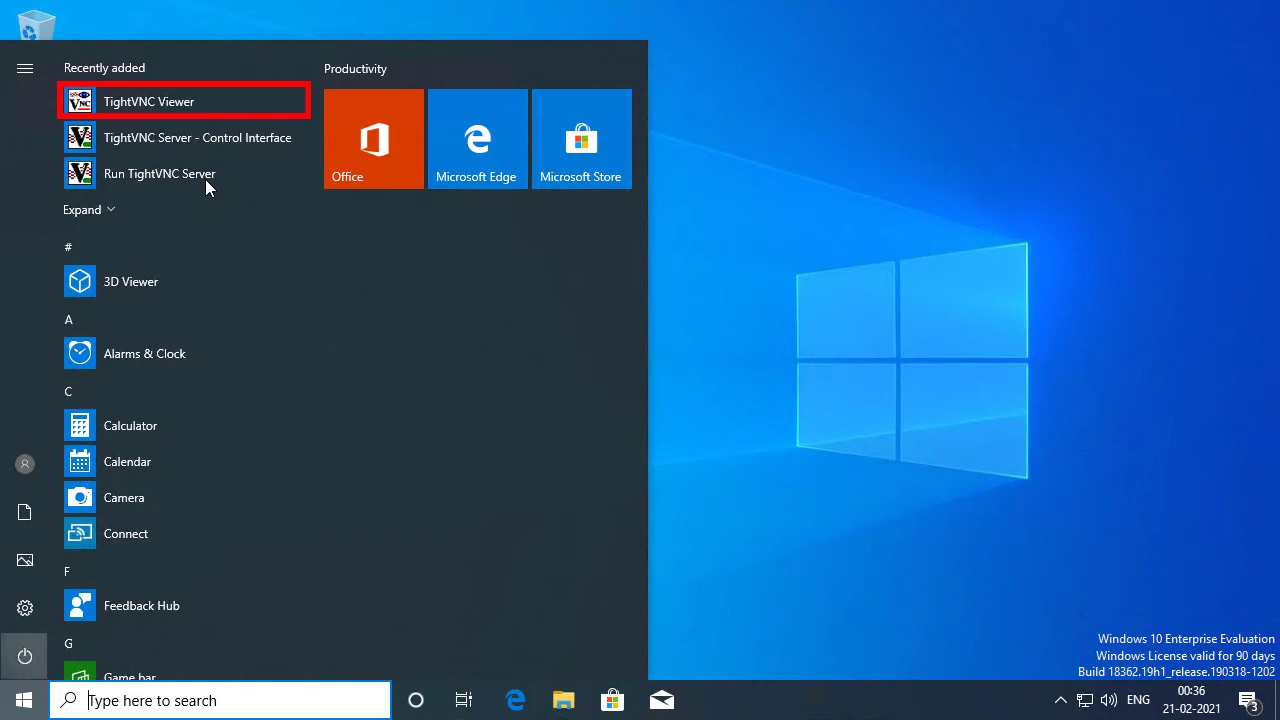 Recently added
TightVNC Viewer
TightVNC Server - Control Interface
Run TightVNC Server
Expand
#
3D Viewer
A
Alarms & Clock
C
Calculator
Calendar
Camera
Connect
F
Feedback Hub
G
Game bar
Productivity
Office
Microsoft Edge
Microsoft Store
Windows 10 Enterprise Evaluation
Windows License valid for 90 days
Build 18362.19h1_release.190318-1202
Type here to search
ENG
00:36
21-02-2021
3